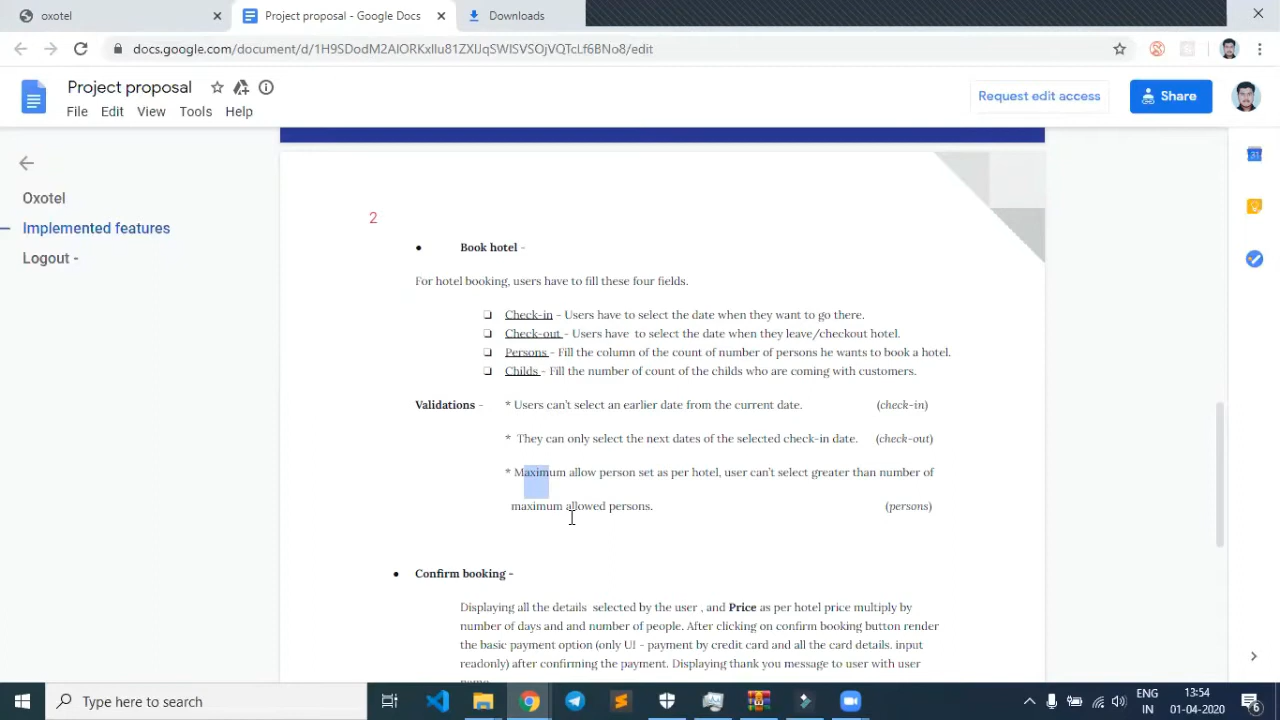 oxotel
Project proposal - Google Docs
Downloads
docs.google.com/document/d/1H9SDodM2AIORKxIIu81ZXIJqSWISVSOjVQTcLf6BNo8/edit
Project proposal
File Edit View Tools Help
Request edit access
Share
Oxotel
Implemented features
Logout -
31
2
● Book hotel -
For hotel booking, users have to fill these four fields.
❏ Check-in - Users have to select the date when they want to go there.
❏ Check-out - Users have to select the date when they leave/checkout hotel.
❏ Persons - Fill the column of the count of number of persons he wants to book a hotel.
❏ Childs - Fill the number of count of the childs who are coming with customers.
Validations - * Users can't select an earlier date from the current date. (check-in)
* They can only select the next dates of the selected check-in date. (check-out)
* Maximum allow person set as per hotel, user can't select greater than number of
maximum allowed persons. (persons)
● Confirm booking -
Displaying all the details selected by the user , and Price as per hotel price multiply by
number of days and and number of people. After clicking on confirm booking button render
the basic payment option (only UI - payment by credit card and all the card details. input
readonly) after confirming the payment. Displaying thank you message to user with user
name
Type here to search
ENG
IN
13:54
01-04-2020
6